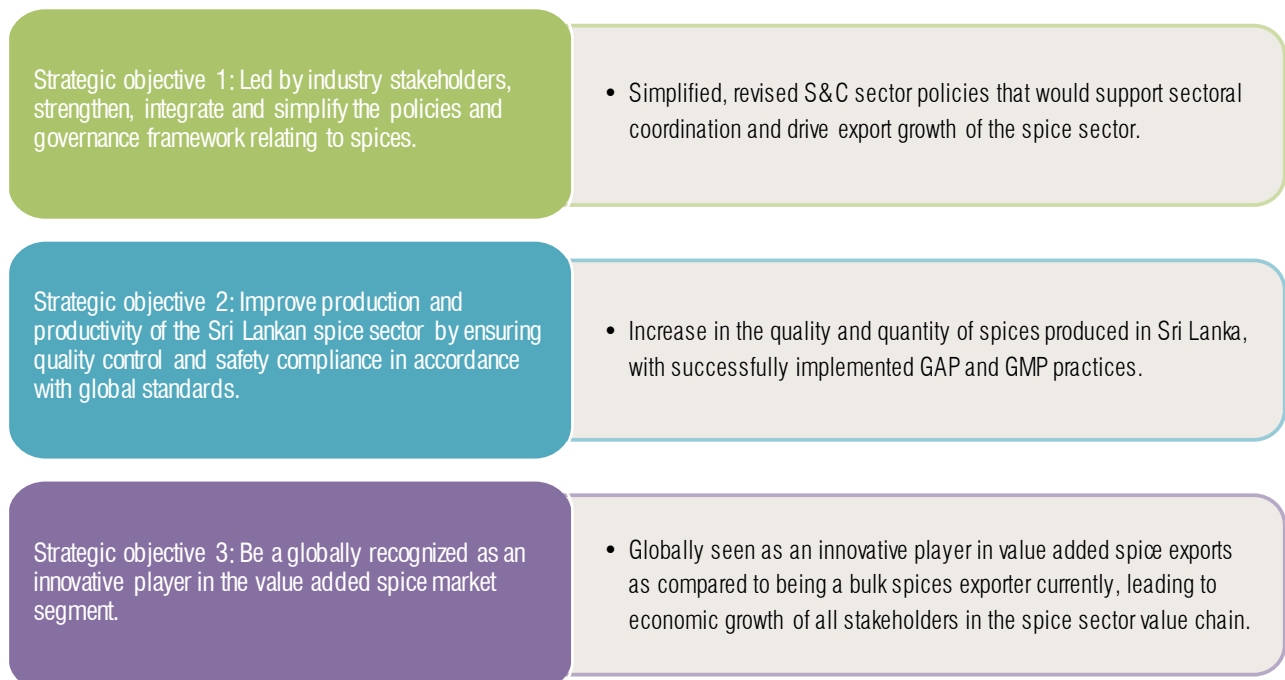 Strategic objective 1: Led by industry stakeholders,
strengthen, integrate and simplify the policies and
governance framework relating to spices.
• Simplified, revised S&C sector policies that would support sectoral
coordination and drive export growth of the spice sector.
Strategic objective 2: Improve production and
productivity of the Sri Lankan spice sector by ensuring
quality control and safety compliance in accordance
with global standards.
• Increase in the quality and quantity of spices produced in Sri Lanka,
with successfully implemented GAP and GMP practices.
Strategic objective 3: Be a globally recognized as an
innovative player in the value added spice market
segment.
• Globally seen as an innovative player in value added spice exports
as compared to being a bulk spices exporter currently, leading to
economic growth of all stakeholders in the spice sector value chain.